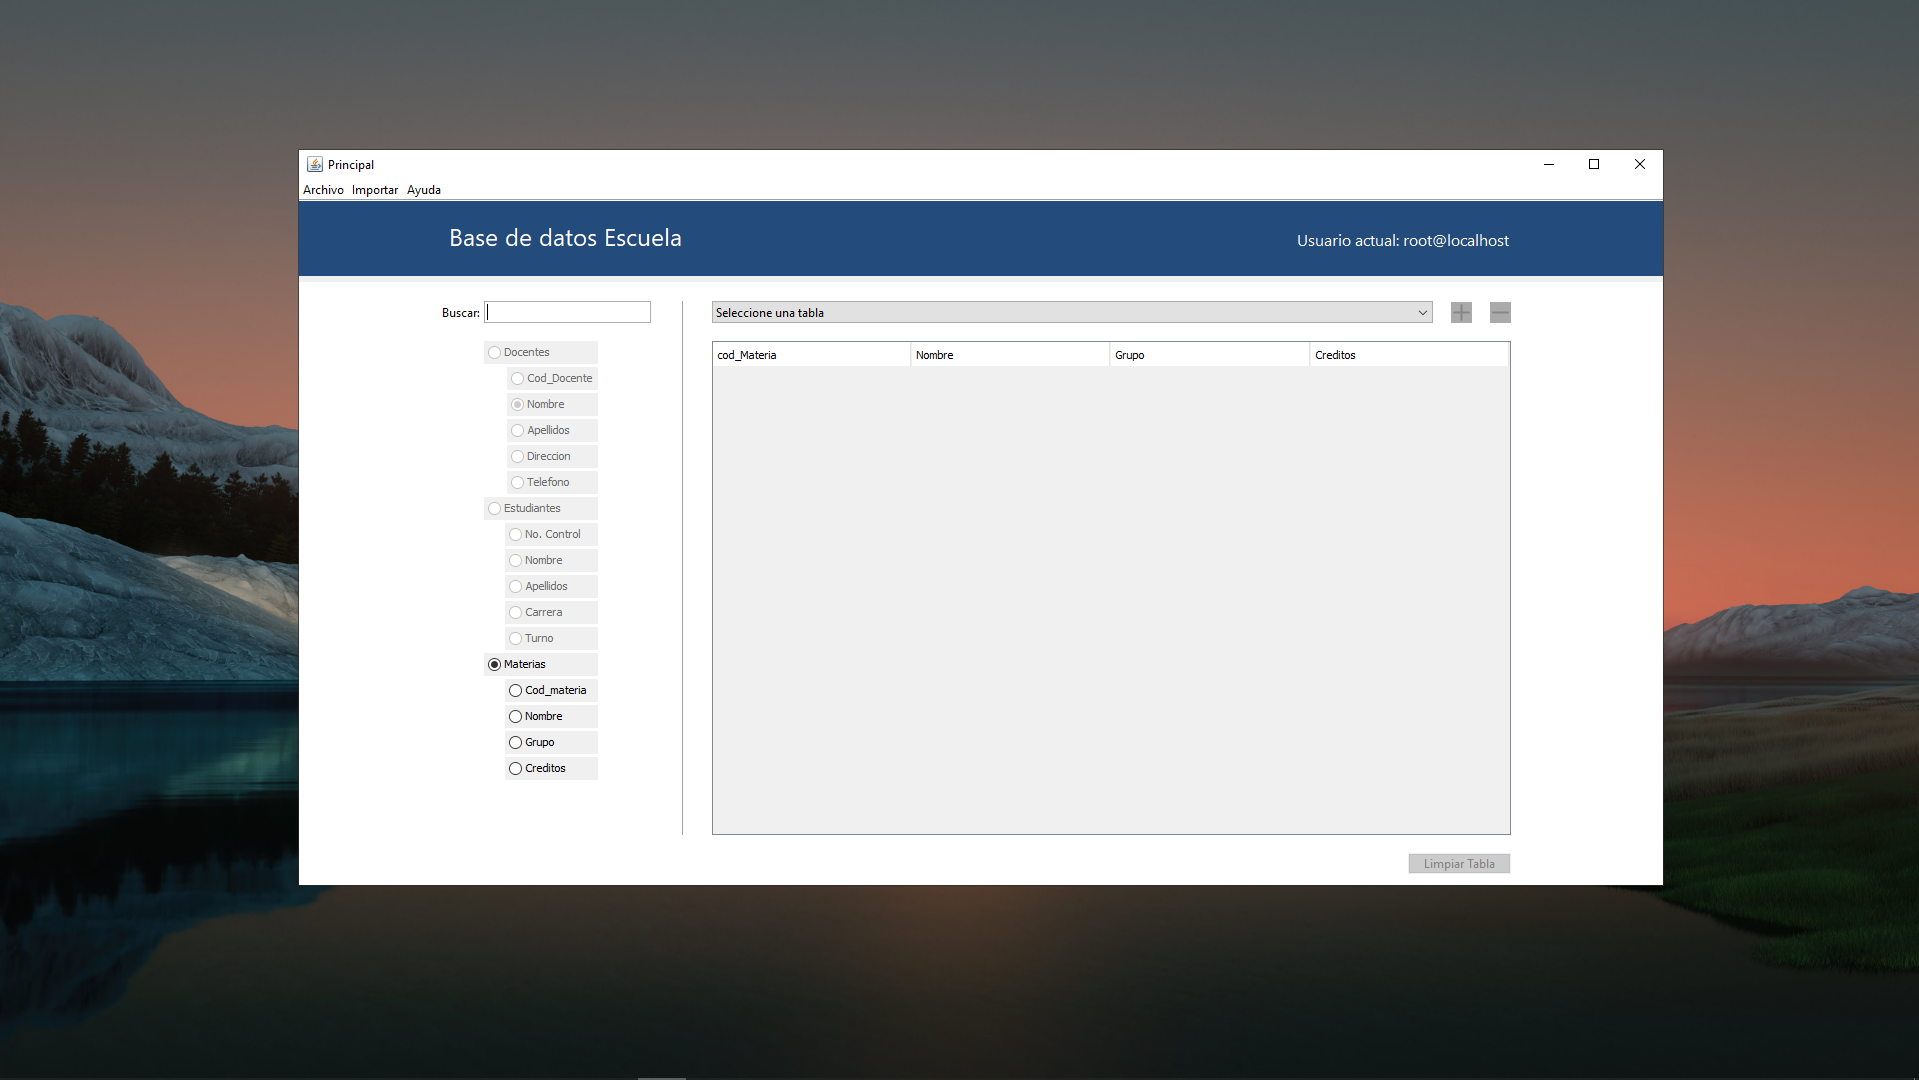 Principal
Archivo Importar Ayuda
Base de datos Escuela
Usuario actual: root@localhost
Buscar:
Seleccione una tabla
Docentes
Cod_Docente
Nombre
Apellidos
Direccion
Telefono
Estudiantes
No. Control
Nombre
Apellidos
Carrera
Turno
Materias
Cod_materia
Nombre
Grupo
Creditos
cod_Materia Nombre Grupo Creditos
Limpiar Tabla